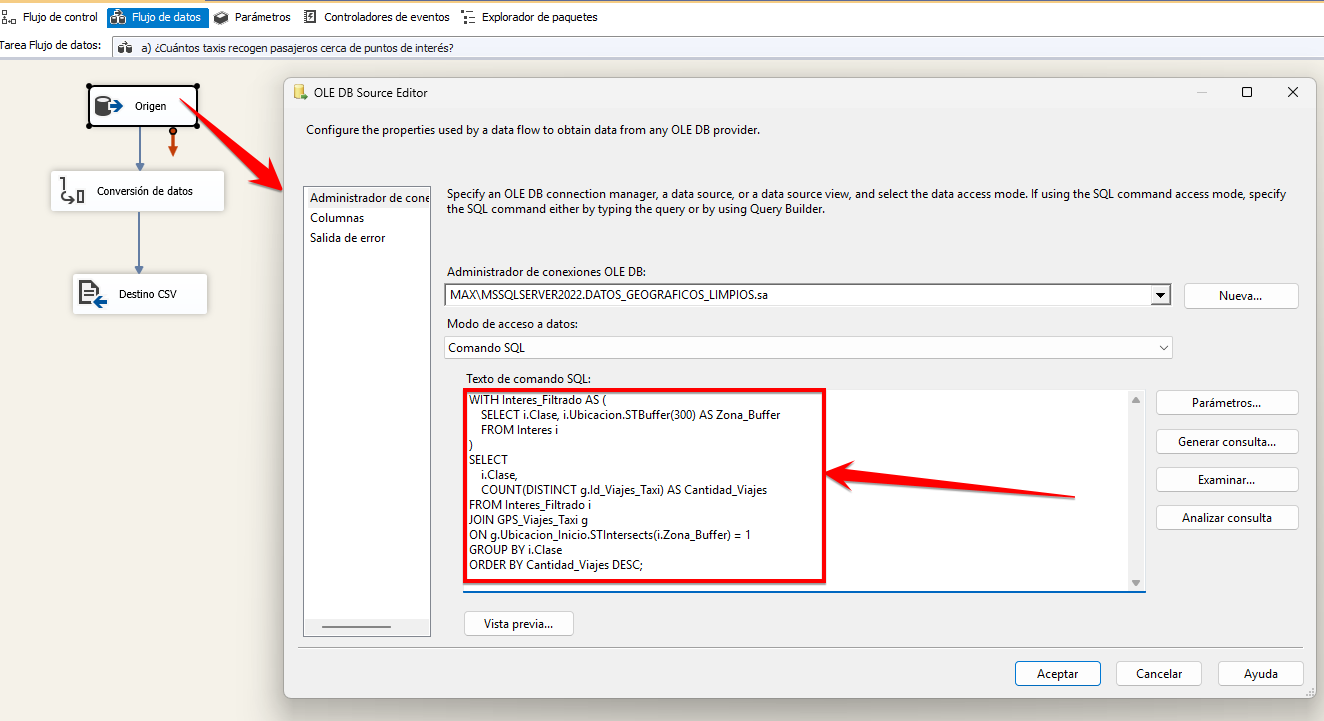 Flujo de control
Flujo de datos
Parámetros
Controladores de eventos
Explorador de paquetes
Tarea Flujo de datos:
a) ¿Cuántos taxis recogen pasajeros cerca de puntos de interés?
Origen
Conversión de datos
Destino CSV
OLE DB Source Editor
Configure the properties used by a data flow to obtain data from any OLE DB provider.
Administrador de cone
Columnas
Salida de error
Specify an OLE DB connection manager, a data source, or a data source view, and select the data access mode. If using the SQL command access mode, specify
the SQL command either by typing the query or by using Query Builder.
Administrador de conexiones OLE DB:
MAX\MSSQLSERVER2022.DATOS_GEOGRAFICOS_LIMPIOS.sa
Nueva...
Modo de acceso a datos:
Comando SQL
Texto de comando SQL:
WITH Interes_Filtrado AS (
SELECT i.Clase, i.Ubicacion.STBuffer(300) AS Zona_Buffer
FROM Interes i
)
SELECT
i.Clase,
COUNT(DISTINCT g.Id_Viajes_Taxi) AS Cantidad_Viajes
FROM Interes_Filtrado i
JOIN GPS_Viajes_Taxi g
ON g.Ubicacion_Inicio.STIntersects(i.Zona_Buffer) = 1
GROUP BY i.Clase
ORDER BY Cantidad_Viajes DESC;
Parámetros...
Generar consulta...
Examinar...
Analizar consulta
Vista previa...
Aceptar
Cancelar
Ayuda